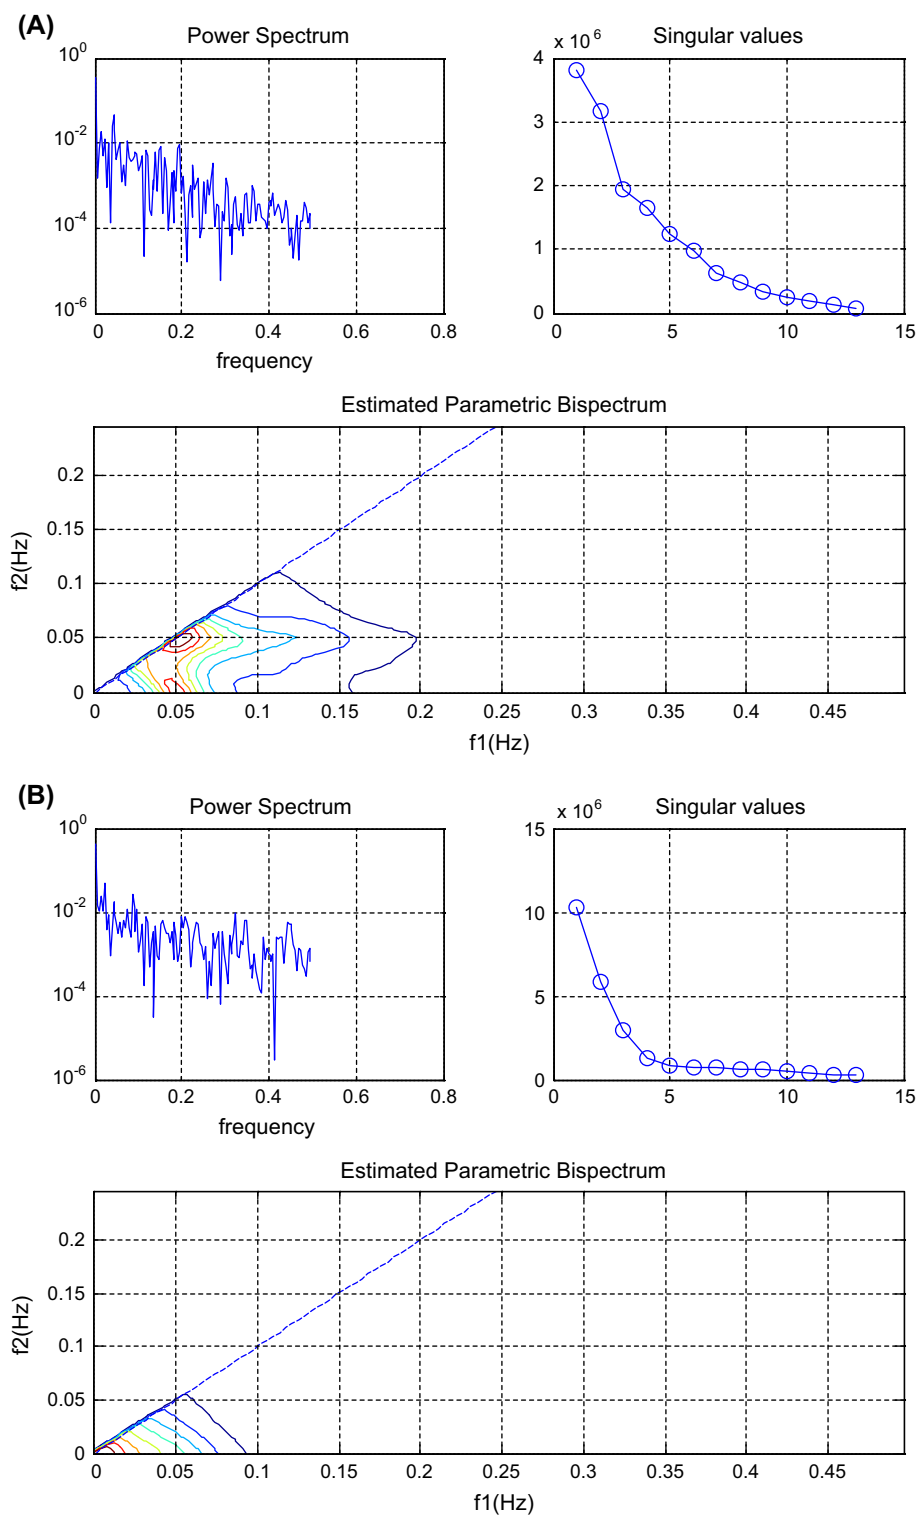 (A)
Power Spectrum
10^0
10^-2
10^-4
10^-6
0 0.2 0.4 0.6 0.8
frequency
Singular values
x 10^6
4
3
2
1
0
0 5 10 15
Estimated Parametric Bispectrum
f2(Hz)
0.2
0.15
0.1
0.05
0
0 0.05 0.1 0.15 0.2 0.25 0.3 0.35 0.4 0.45
f1(Hz)
(B)
Power Spectrum
10^0
10^-2
10^-4
10^-6
0 0.2 0.4 0.6 0.8
frequency
Singular values
x 10^6
15
10
5
0
0 5 10 15
Estimated Parametric Bispectrum
f2(Hz)
0.2
0.15
0.1
0.05
0
0 0.05 0.1 0.15 0.2 0.25 0.3 0.35 0.4 0.45
f1(Hz)